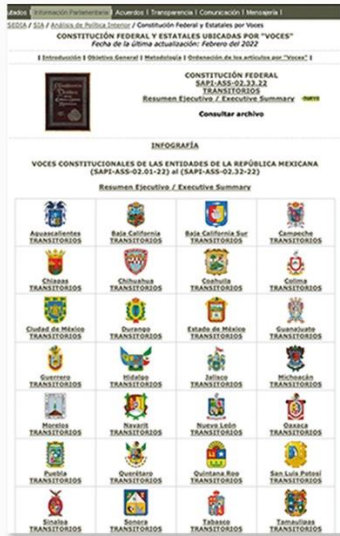 utados | Información Parlamentaria | Acuerdos | Transparencia | Comunicación | Mensajería |
SEDIA / SIA / Análisis de Política Interior / Constitución Federal y Estatales por Voces
CONSTITUCIÓN FEDERAL Y ESTATALES UBICADAS POR "VOCES"
Fecha de la última actualización: Febrero del 2022
| Introducción | Objetivo General | Metodología | Ordenación de los artículos por "Voces" |
CONSTITUCIÓN FEDERAL
SAPI-ASS-02.33.22
TRANSITORIOS
Resumen Ejecutivo / Executive Summary
Consultar archivo
INFOGRAFÍA
VOCES CONSTITUCIONALES DE LAS ENTIDADES DE LA REPÚBLICA MEXICANA
(SAPI-ASS-02.01-22) al (SAPI-ASS-02.32-22)
Resumen Ejecutivo / Executive Summary
Aguascalientes Baja California Baja California Sur Campeche
TRANSITORIOS TRANSITORIOS TRANSITORIOS TRANSITORIOS
Chiapas Chihuahua Coahuila Colima
TRANSITORIOS TRANSITORIOS TRANSITORIOS TRANSITORIOS
Ciudad de México Durango Estado de México Guanajuato
TRANSITORIOS TRANSITORIOS TRANSITORIOS TRANSITORIOS
Guerrero Hidalgo Jalisco Michoacán
TRANSITORIOS TRANSITORIOS TRANSITORIOS TRANSITORIOS
Morelos Nayarit Nuevo León Oaxaca
TRANSITORIOS TRANSITORIOS TRANSITORIOS TRANSITORIOS
Puebla Querétaro Quintana Roo San Luis Potosí
TRANSITORIOS TRANSITORIOS TRANSITORIOS TRANSITORIOS
Sinaloa Sonora Tabasco Tamaulipas
TRANSITORIOS TRANSITORIOS TRANSITORIOS TRANSITORIOS